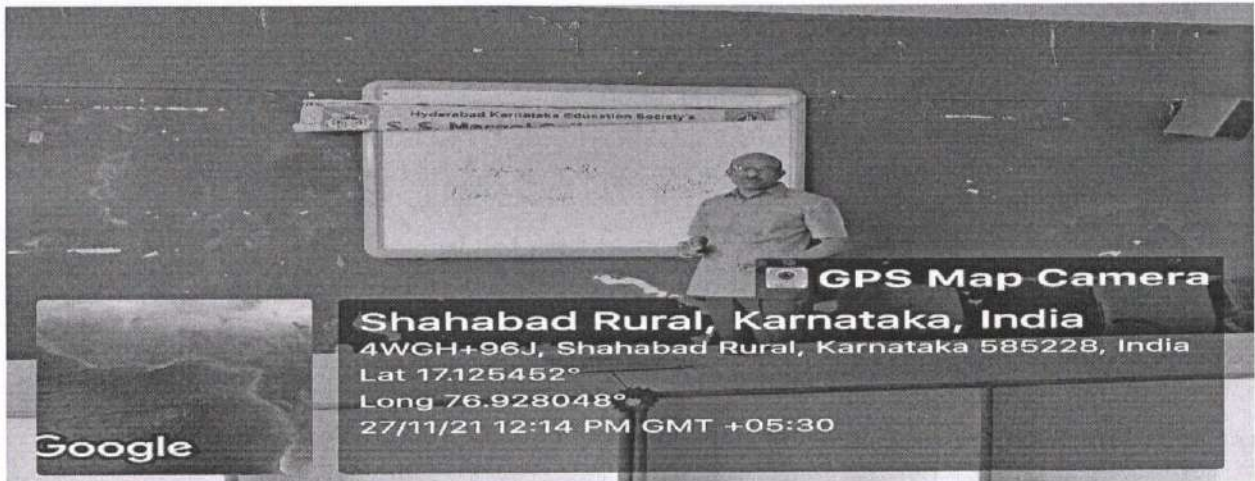 Hyderabad Karnataka Education Society's
S. S. Margol
GPS Map Camera
Shahabad Rural, Karnataka, India
4WGH+96J, Shahabad Rural, Karnataka 585228, India
Lat 17.125452°
Long 76.928048°
27/11/21 12:14 PM GMT +05:30
Google